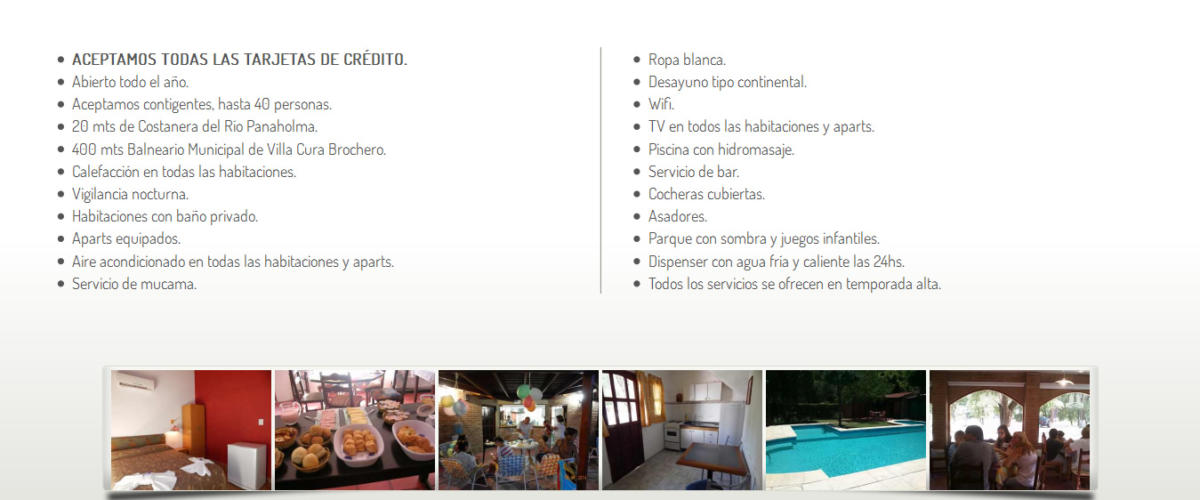 ACEPTAMOS TODAS LAS TARJETAS DE CRÉDITO.
Abierto todo el año.
Aceptamos contigentes, hasta 40 personas.
20 mts de Costanera del Rio Panaholma.
400 mts Balneario Municipal de Villa Cura Brochero.
Calefacción en todas las habitaciones.
Vigilancia nocturna.
Habitaciones con baño privado.
Aparts equipados.
Aire acondicionado en todas las habitaciones y aparts.
Servicio de mucama.
Ropa blanca.
Desayuno tipo continental.
Wifi.
TV en todos las habitaciones y aparts.
Piscina con hidromasaje.
Servicio de bar.
Cocheras cubiertas.
Asadores.
Parque con sombra y juegos infantiles.
Dispenser con agua fría y caliente las 24hs.
Todos los servicios se ofrecen en temporada alta.